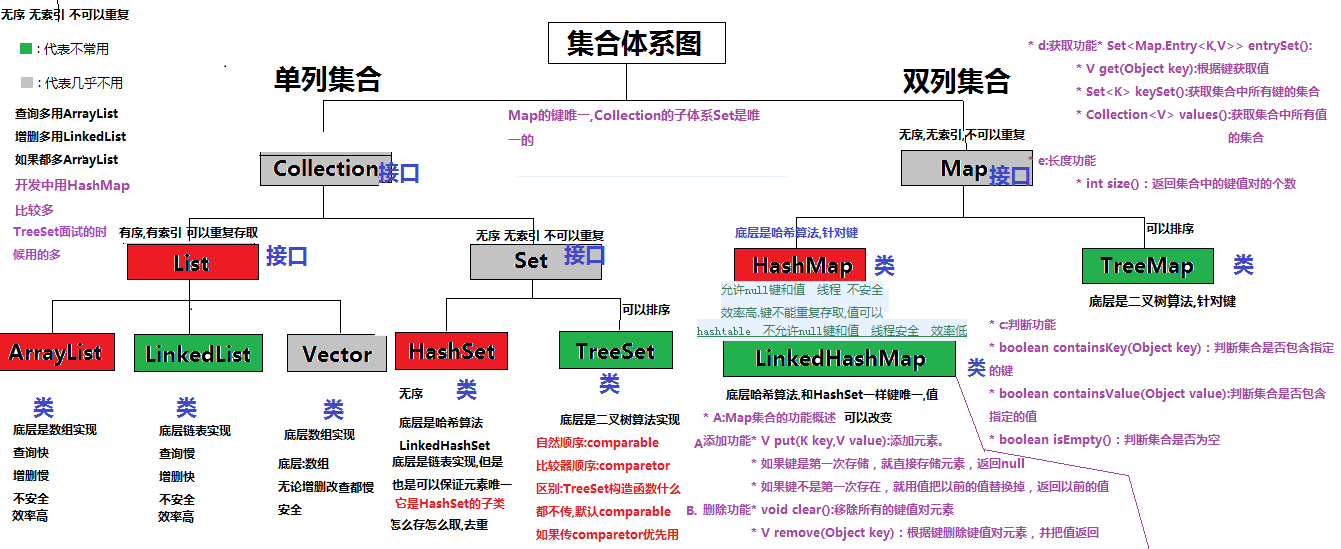 无序 无索引 不可以重复
集合体系图
: 代表不常用
: 代表几乎不用
单列集合
双列集合
查询多用ArrayList
增删多用LinkedList
如果都多ArrayList
开发中用HashMap
比较多
TreeSet面试的时
候用的多
Map的键唯一,Collection的子体系Set是唯
一的
* d:获取功能* Set<Map.Entry<K,V>> entrySet():
* V get(Object key):根据键获取值
* Set<K> keySet():获取集合中所有键的集合
* Collection<V> values():获取集合中所有值
的集合
* e:长度功能
* int size()：返回集合中的键值对的个数
Collection
接口
无序,无索引,不可以重复
Map
接口
有序,有索引 可以重复存取
List
接口
无序 无索引 不可以重复
Set
接口
底层是哈希算法,针对键
HashMap
类
可以排序
TreeMap
类
底层是二叉树算法,针对键
允许null键和值 线程 不安全
效率高,键不能重复存取,值可以
hashtable 不允许null键和值 线程安全 效率低
LinkedHashMap
类
底层哈希算法,和HashSet一样键唯一,值
可以改变
ArrayList
类
底层是数组实现
查询快
增删慢
不安全
效率高
LinkedList
类
底层链表实现
查询慢
增删快
不安全
效率高
Vector
类
底层数组实现
底层:数组
无论增删改查都慢
安全
HashSet
类
无序
底层是哈希算法
LinkedHashSet
底层是链表实现,但是
也是可以保证元素唯一
它是HashSet的子类
怎么存怎么取,去重
可以排序
TreeSet
类
底层是二叉树算法实现
自然顺序:comparable
比较器顺序:comparetor
区别:TreeSet构造函数什么
都不传,默认comparable
如果传comparetor优先用
* A:Map集合的功能概述
A添加功能* V put(K key,V value):添加元素。
* 如果键是第一次存储，就直接存储元素，返回null
* 如果键不是第一次存在，就用值把以前的值替换掉，返回以前的值
B. 删除功能* void clear():移除所有的键值对元素
* V remove(Object key)：根据键删除键值对元素，并把值返回
* c:判断功能
* boolean containsKey(Object key)：判断集合是否包含指定
的键
* boolean containsValue(Object value):判断集合是否包含
指定的值
* boolean isEmpty()：判断集合是否为空